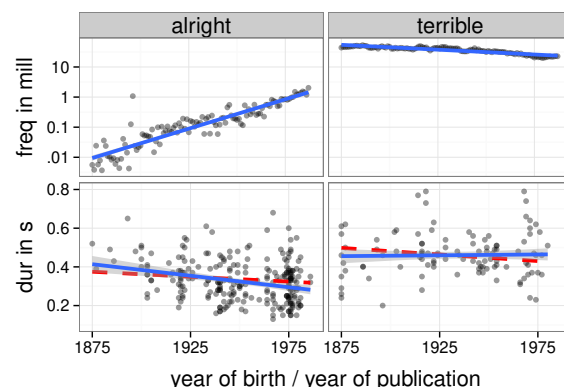 alright terrible
freq in mill
10
1
0.1
.01
dur in s
0.8
0.6
0.4
0.2
1875 1925 1975 1875 1925 1975
year of birth / year of publication